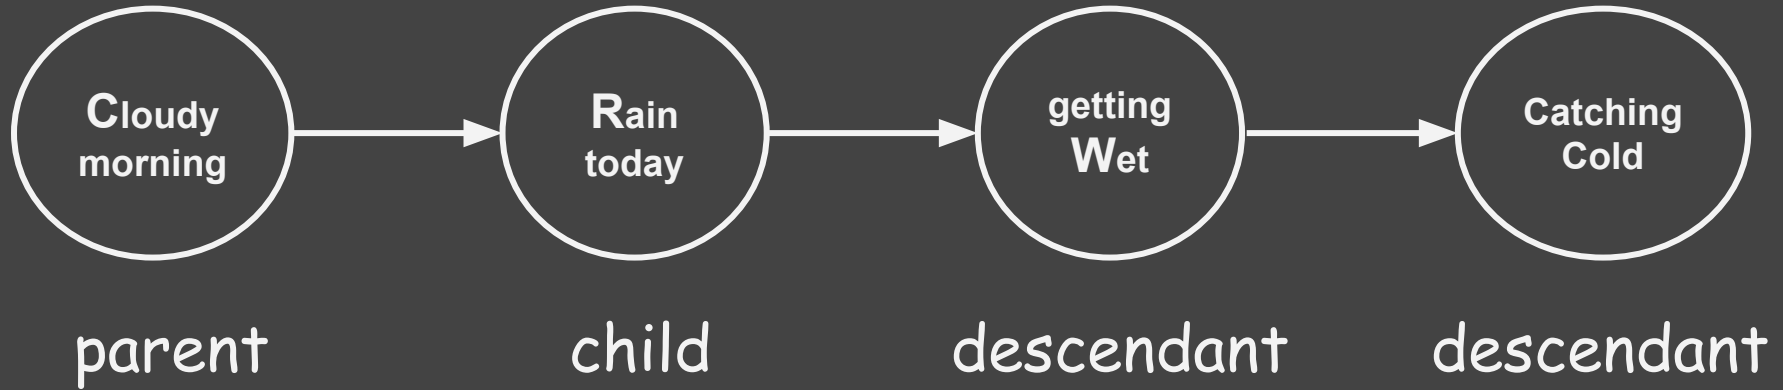 Cloudy
morning
Rain
today
getting
Wet
Catching
Cold
parent
child
descendant
descendant